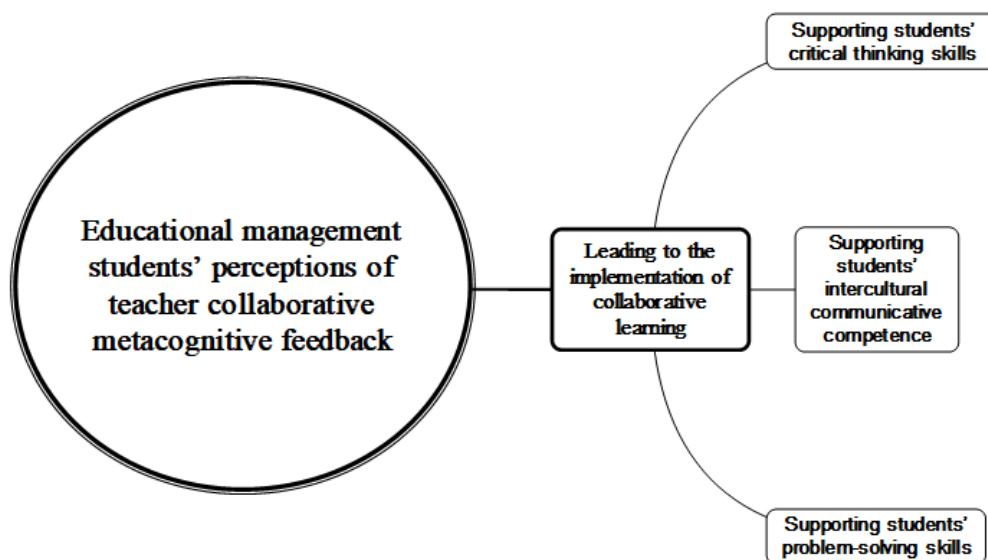 Supporting students’
critical thinking skills
Educational management
students’ perceptions of
teacher collaborative
metacognitive feedback
Leading to the
implementation of
collaborative
learning
Supporting
students’
intercultural
communicative
competence
Supporting students’
problem-solving skills